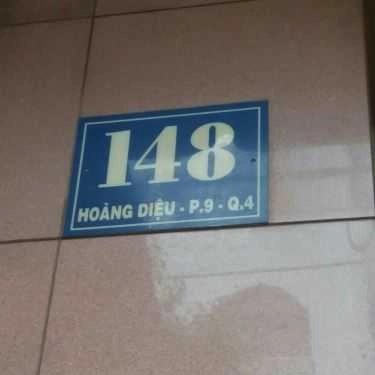 148
HOÀNG DIỆU - P.9 - Q.4